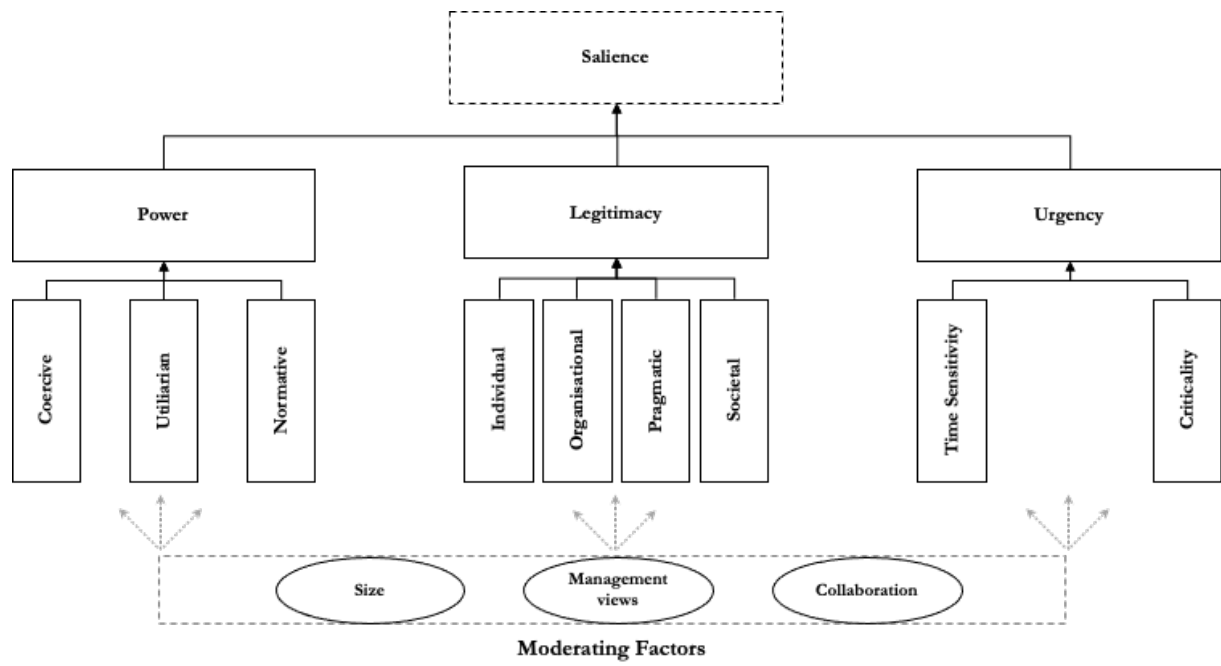 Salience
Power
Legitimacy
Urgency
Coercive
Utiliarian
Normative
Individual
Organisational
Pragmatic
Societal
Time Sensitivity
Criticality
Size
Management
views
Collaboration
Moderating Factors